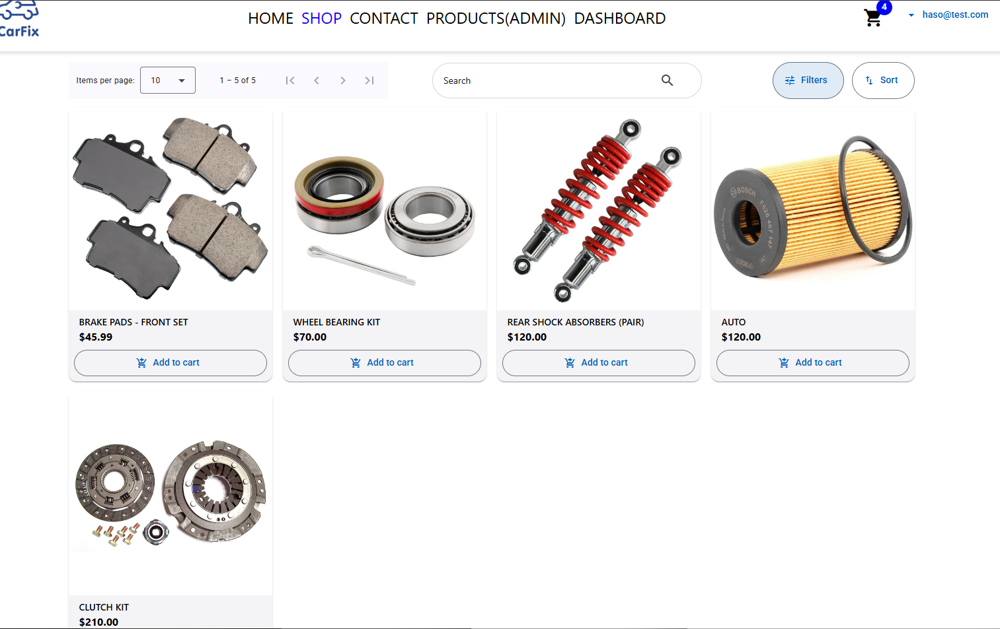 CarFix
HOME SHOP CONTACT PRODUCTS(ADMIN) DASHBOARD
4
haso@test.com
Items per page:
10
1 – 5 of 5
Search
Filters
Sort
BOSCH
F026 407 147
BRAKE PADS - FRONT SET
$45.99
Add to cart
WHEEL BEARING KIT
$70.00
Add to cart
REAR SHOCK ABSORBERS (PAIR)
$120.00
Add to cart
AUTO
$120.00
Add to cart
CLUTCH KIT
$210.00